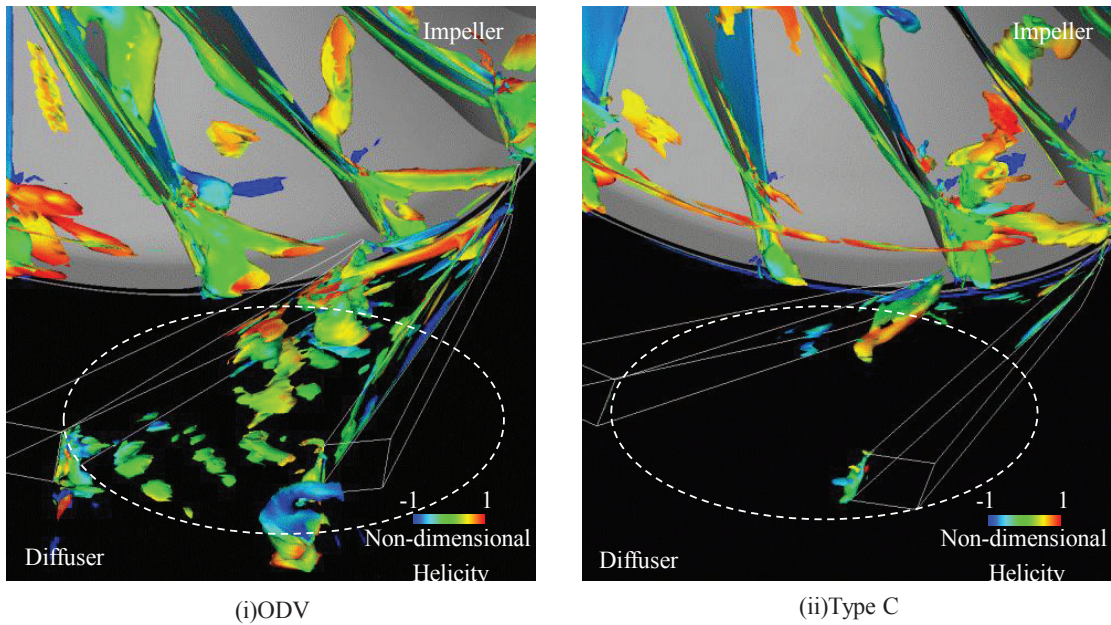 Impeller
-1 1
Non-dimensional
Helicity
Diffuser
(i)ODV
Impeller
-1 1
Non-dimensional
Helicity
Diffuser
(ii)Type C